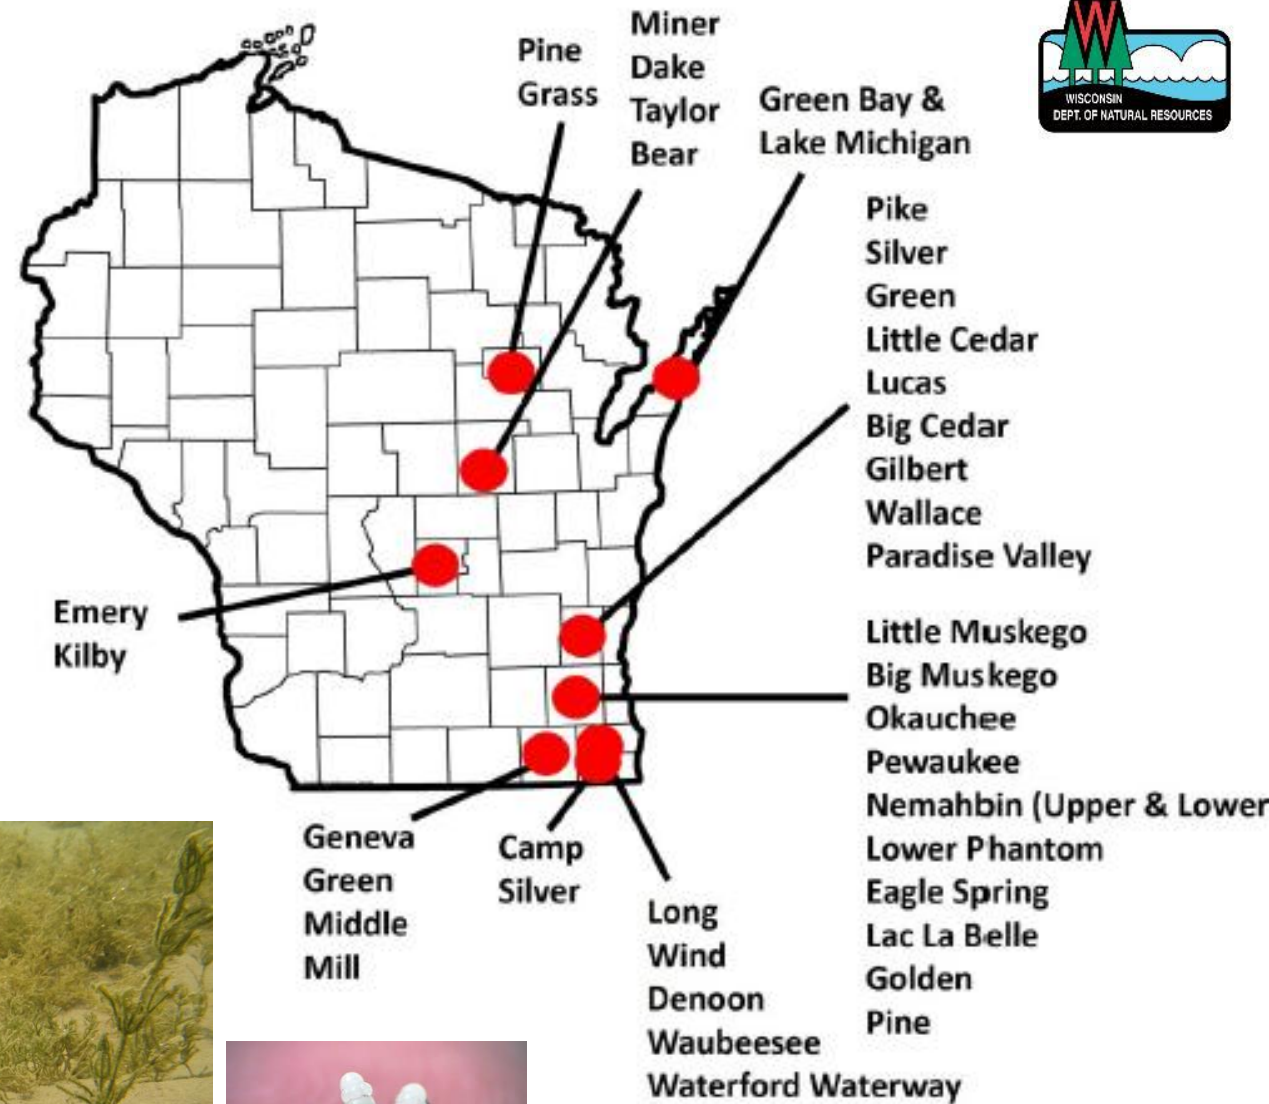 Pine
Grass
Miner
Dake
Taylor
Bear
Green Bay &
Lake Michigan
W
WISCONSIN
DEPT. OF NATURAL RESOURCES
Pike
Silver
Green
Little Cedar
Lucas
Big Cedar
Gilbert
Wallace
Paradise Valley
Emery
Kilby
Little Muskego
Big Muskego
Okauchee
Pewaukee
Nemahbin (Upper & Lower
Lower Phantom
Eagle Spring
Lac La Belle
Golden
Pine
Geneva
Green
Middle
Mill
Camp
Silver
Long
Wind
Denoon
Waubeesee
Waterford Waterway